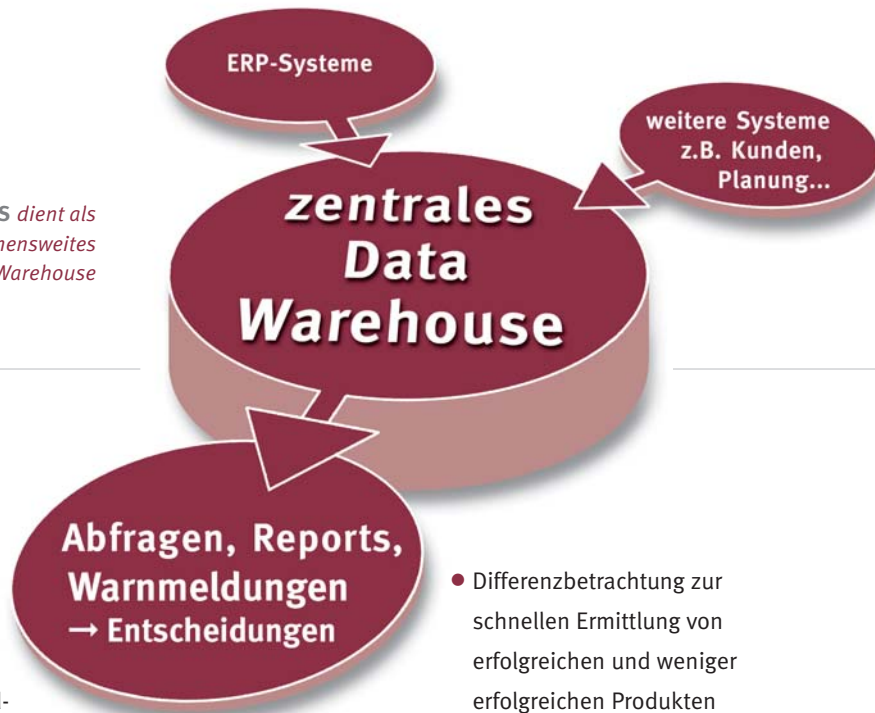 ERP-Systeme
weitere Systeme
z.B. Kunden,
Planung...
zentrales
Data
Warehouse
dient als
Warehouse
Abfragen, Reports,
Warnmeldungen
→ Entscheidungen
• Differenzbetrachtung zur
schnellen Ermittlung von
erfolgreichen und weniger
erfolgreichen Produkten